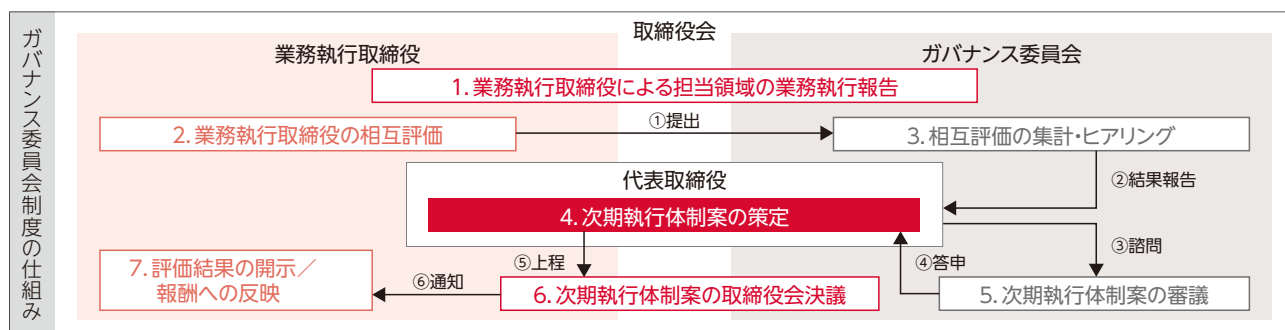 ガバナンス委員会制度の仕組み
取締役会
業務執行取締役
ガバナンス委員会
1.業務執行取締役による担当領域の業務執行報告
2.業務執行取締役の相互評価
①提出
3.相互評価の集計・ヒアリング
②結果報告
代表取締役
4.次期執行体制案の策定
③諮問
④答申
5.次期執行体制案の審議
⑤上程
6.次期執行体制案の取締役会決議
⑥通知
7.評価結果の開示／
報酬への反映